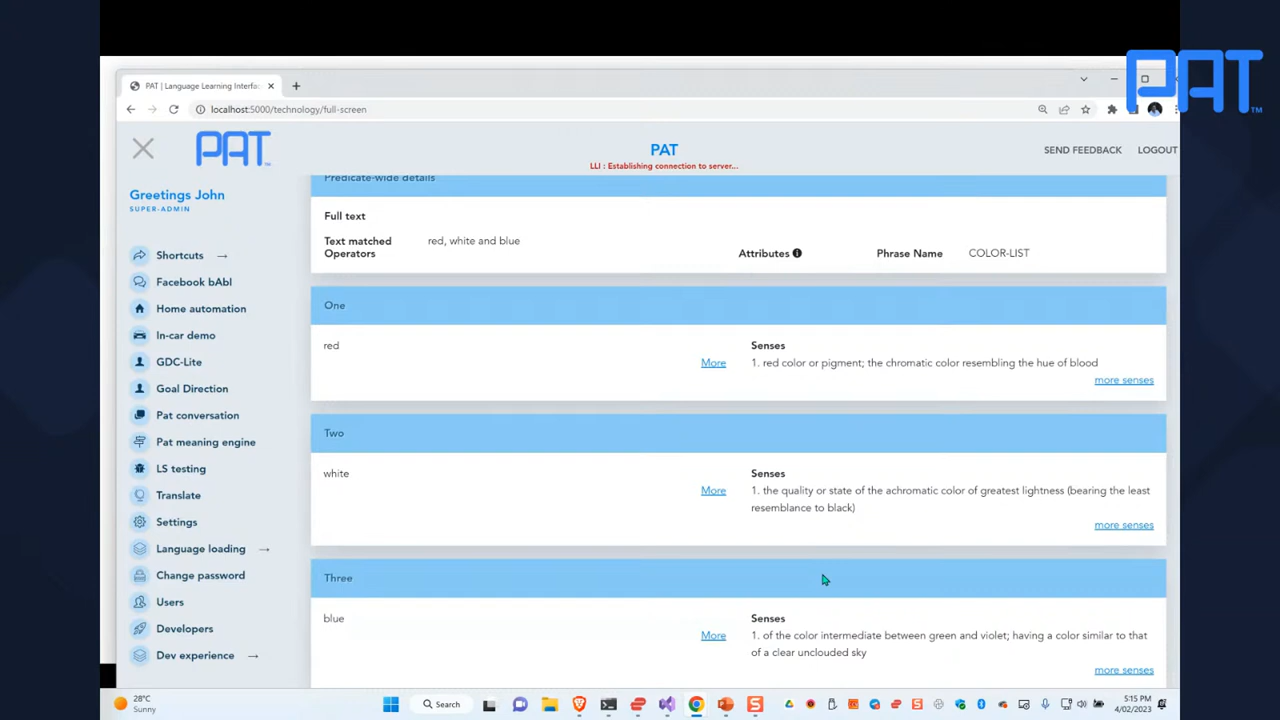 PAT | Language Learning Interfa
localhost:5000/technology/full-screen
PAT™
PAT
PAT™
LLI : Establishing connection to server...
SEND FEEDBACK
LOGOUT
Greetings John
SUPER-ADMIN
Shortcuts
Facebook bAbI
Home automation
In-car demo
GDC-Lite
Goal Direction
Pat conversation
Pat meaning engine
LS testing
Translate
Settings
Language loading
Change password
Users
Developers
Dev experience
Predicate-wide details
Full text
Text matched red, white and blue
Operators Attributes Phrase Name COLOR-LIST
One
red Senses
More 1. red color or pigment; the chromatic color resembling the hue of blood
more senses
Two
white Senses
More 1. the quality or state of the achromatic color of greatest lightness (bearing the least
resemblance to black)
more senses
Three
blue Senses
More 1. of the color intermediate between green and violet; having a color similar to that
of a clear unclouded sky
more senses
28°C
Sunny
Search
5:15 PM
4/02/2023